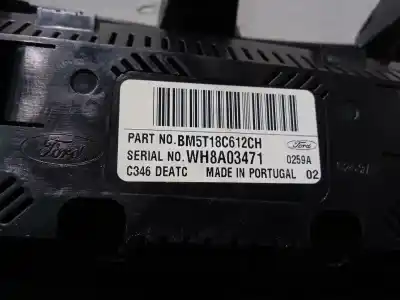 PART NO. BM5T18C612CH
Ford
SERIAL NO. WH8A03471
Ford
0259A
C346 DEATC MADE IN PORTUGAL 02